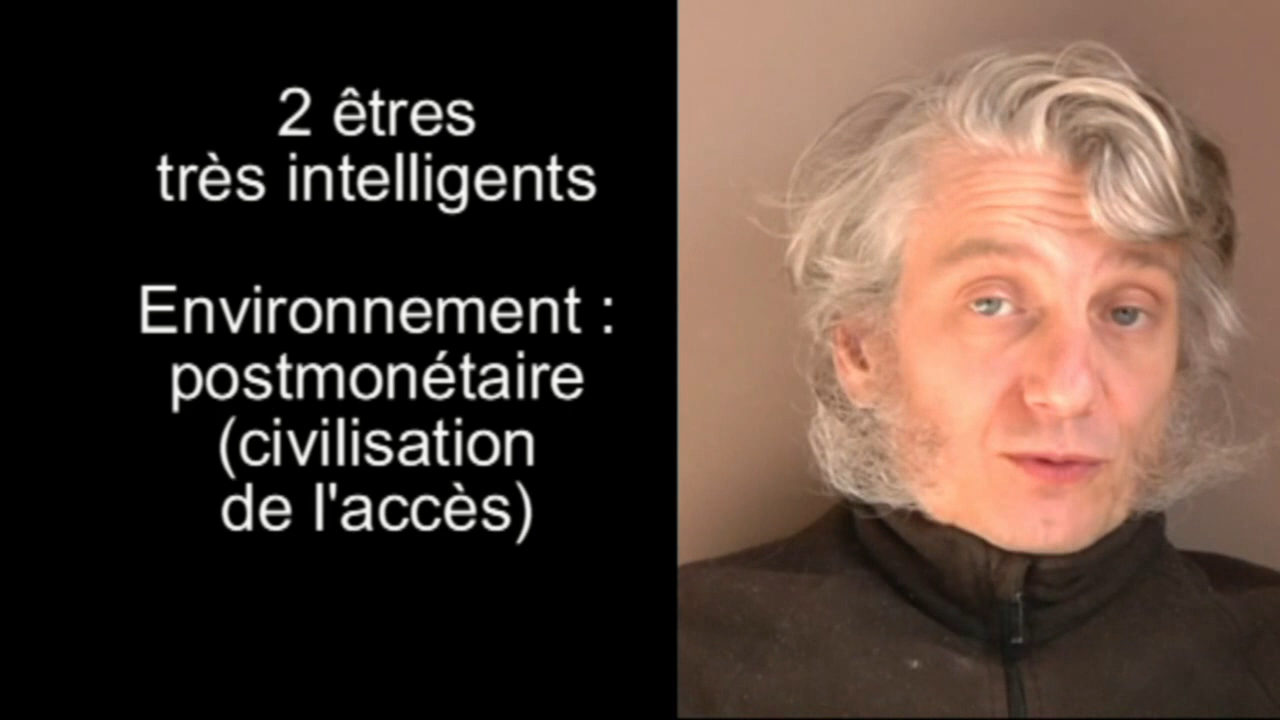 2 êtres
très intelligents
Environnement :
postmonétaire
(civilisation
de l'accès)